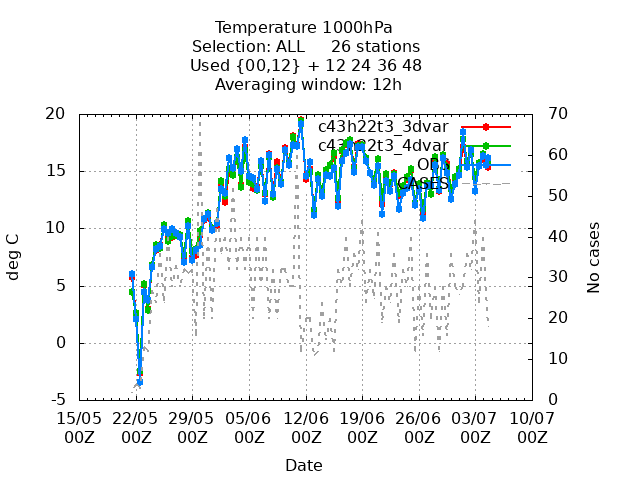 Temperature 1000hPa
Selection: ALL 26 stations
Used {00,12} + 12 24 36 48
Averaging window: 12h
c43h22t3_3dvar
c43h22t3_4dvar
OBS
CASES
20
15
10
5
0
-5
70
60
50
40
30
20
10
0
deg C
No cases
15/05 22/05 29/05 05/06 12/06 19/06 26/06 03/07 10/07
00Z 00Z 00Z 00Z 00Z 00Z 00Z 00Z 00Z
Date